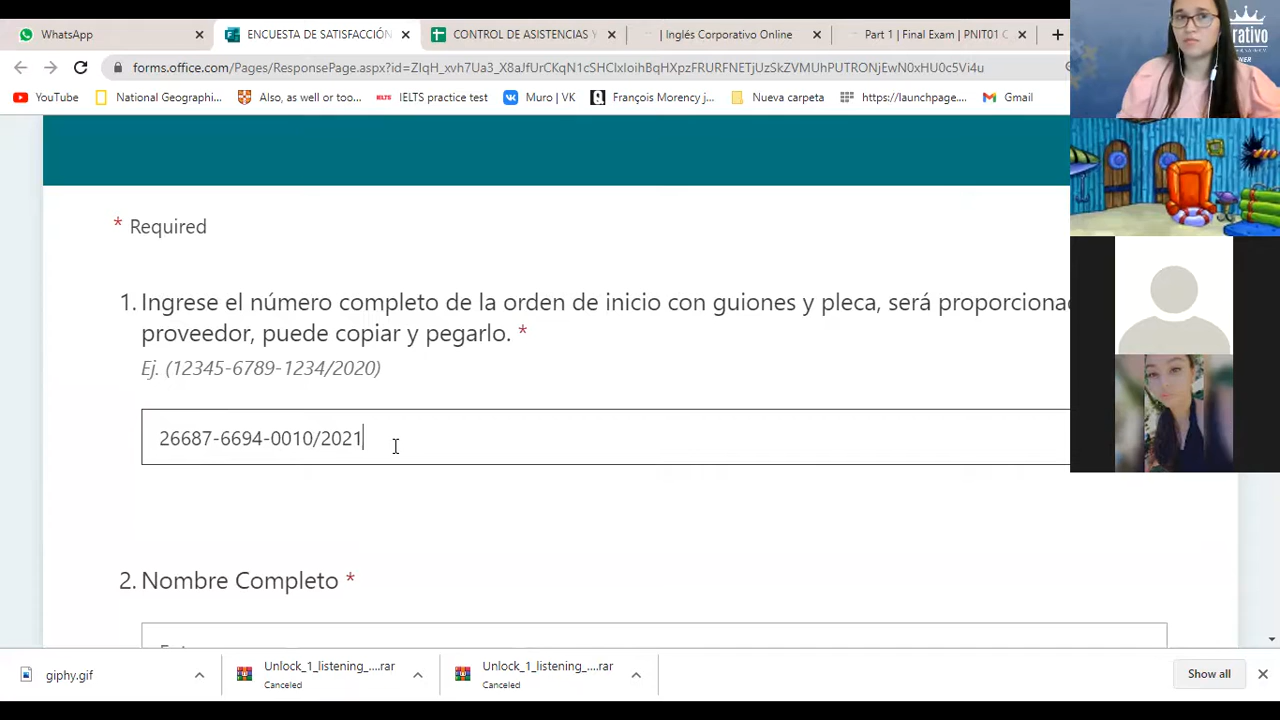 WhatsApp
ENCUESTA DE SATISFACCIÓN
CONTROL DE ASISTENCIAS Y
| Inglés Corporativo Online
Part 1 | Final Exam | PNIT01 C
forms.office.com/Pages/ResponsePage.aspx?id=
YouTube
National Geographi...
Also, as well or too...
IELTS practice test
Muro | VK
François Morency j...
Nueva carpeta
https://launchpage....
Gmail
* Required
1. Ingrese el número completo de la orden de inicio con guiones y pleca, será proporciona
proveedor, puede copiar y pegarlo. *
Ej. (12345-6789-1234/2020)
26687-6694-0010/2021
2. Nombre Completo *
giphy.gif
Unlock_1_listening_....rar
Canceled
Unlock_1_listening_....rar
Canceled
Show all